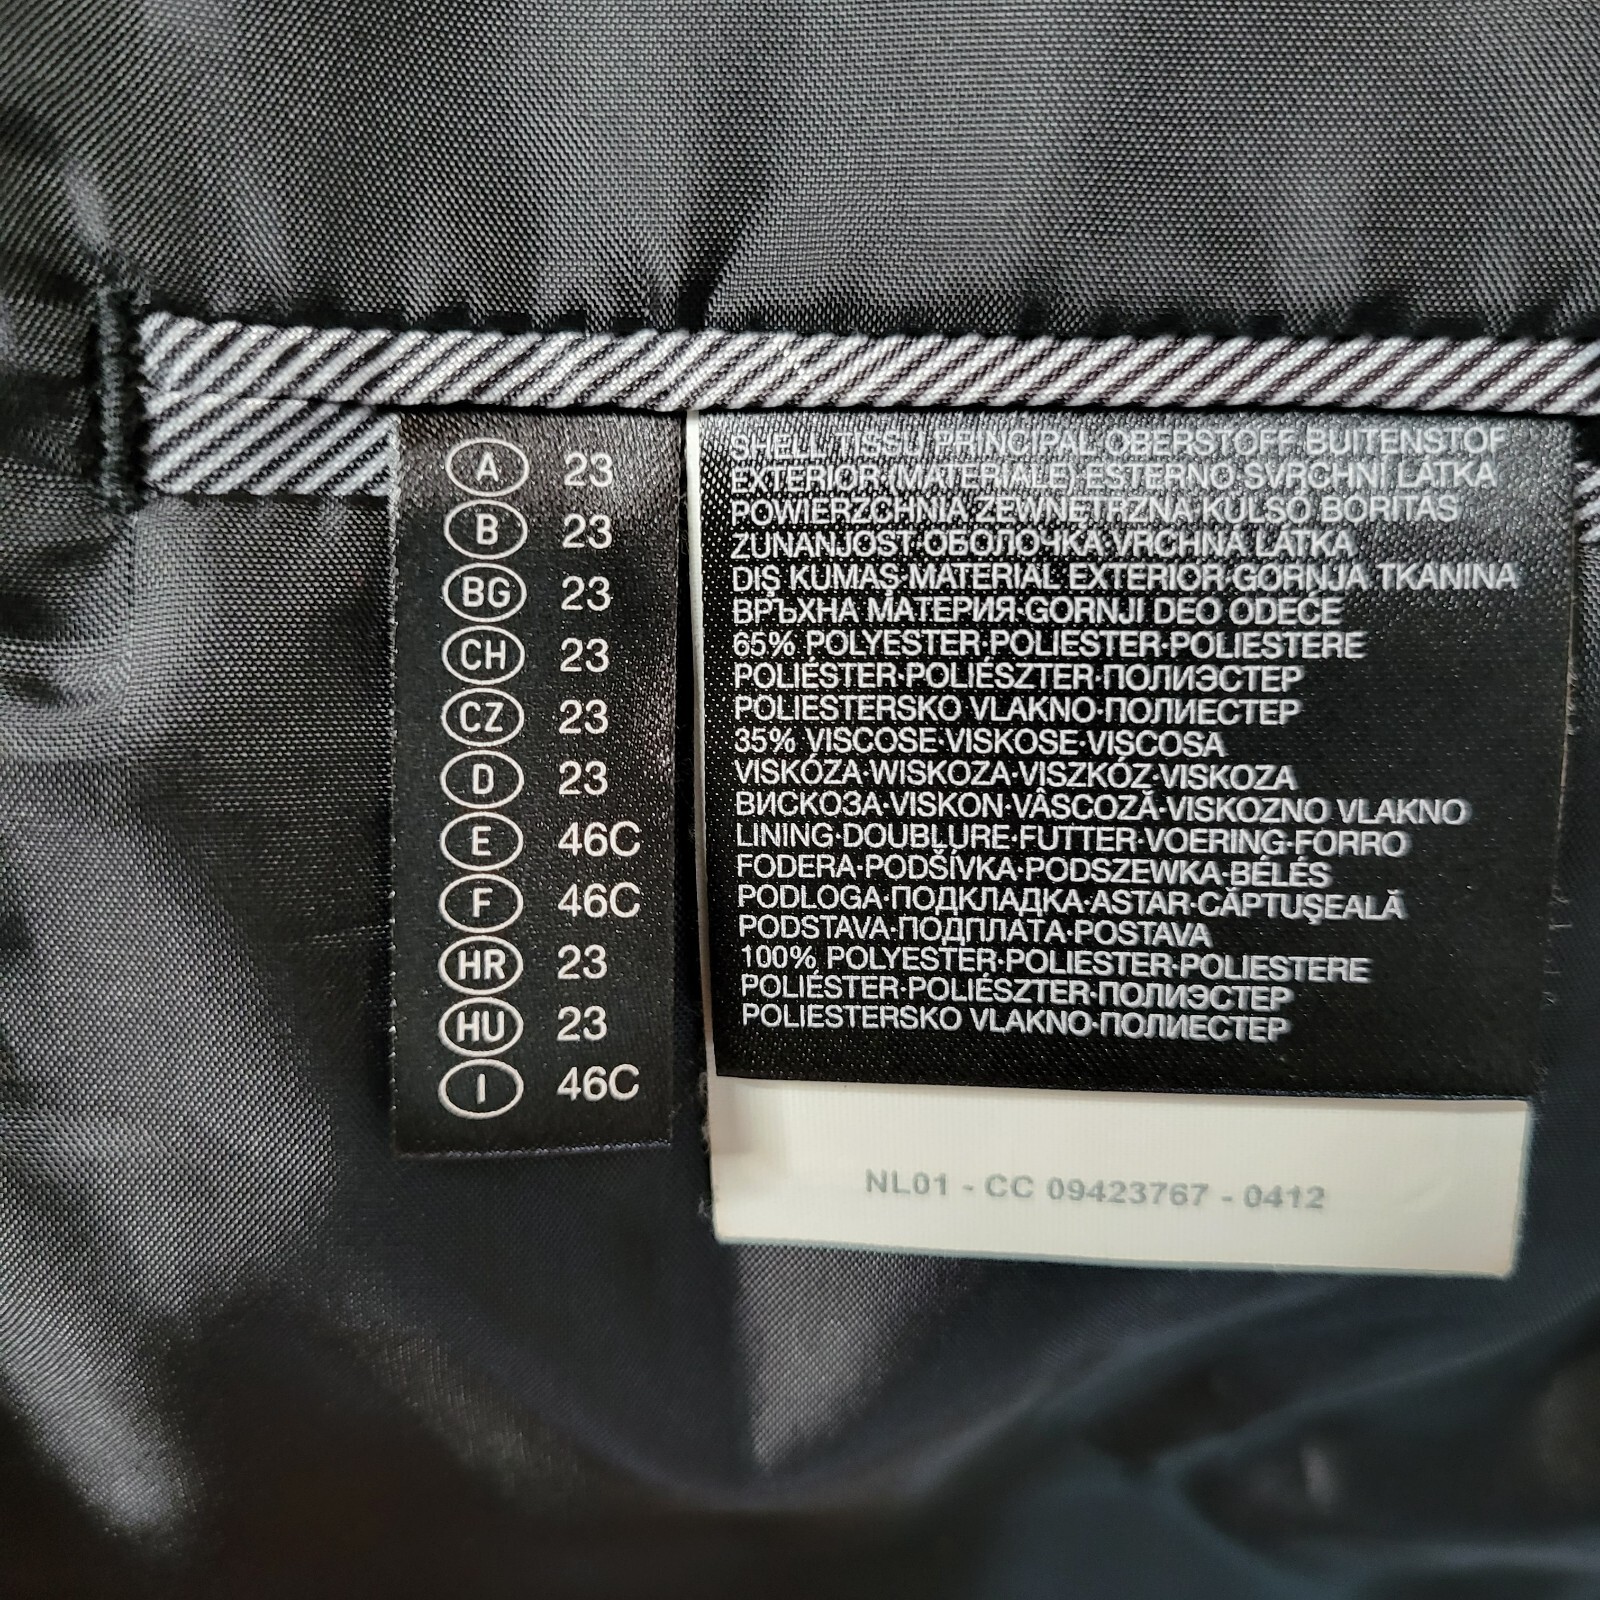 A 23
B 23
BG 23
CH 23
CZ 23
D 23
E 46C
F 46C
HR 23
HU 23
I 46C
SHELL·TISSU PRINCIPAL·OBERSTOFF·BUITENSTOF
EXTERIOR·(MATERIALE) ESTERNO·SVRCHNI LÁTKA
POWIERZCHNIA ZEWNĘTRZNA·KÜLSŐ BORÍTÁS
ZUNANJOST·ОБОЛОЧКА·VRCHNÁ LÁTKA
DIŞ KUMAŞ·MATERIAL EXTERIOR·GORNJA TKANINA
ВРЪХНА МАТЕРИЯ·GORNJI DEO ODEĆE
65% POLYESTER·POLIESTER·POLIESTERE
POLIÉSTER·POLIÉSZTER·ПОЛИЭСТЕР
POLIESTERSKO VLAKNO·ПОЛИЕСТЕР
35% VISCOSE·VISKOSE·VISCOSA
VISKÓZA·WISKOZA·VISZKÓZ·VISKOZA
ВИСКОЗА·VISKON·VÂSCOZĂ·VISKOZNO VLAKNO
LINING·DOUBLURE·FUTTER·VOERING·FORRO
FODERA·PODŠÍVKA·PODSZEWKA·BÉLÉS
PODLOGA·ПОДКЛАДКА·ASTAR·CĂPTUŞEALĂ
PODSTAVA·ПОДПЛАТА·POSTAVA
100% POLYESTER·POLIESTER·POLIESTERE
POLIÉSTER·POLIÉSZTER·ПОЛИЭСТЕР
POLIESTERSKO VLAKNO·ПОЛИЕСТЕР
NL01 - CC 09423767 - 0412